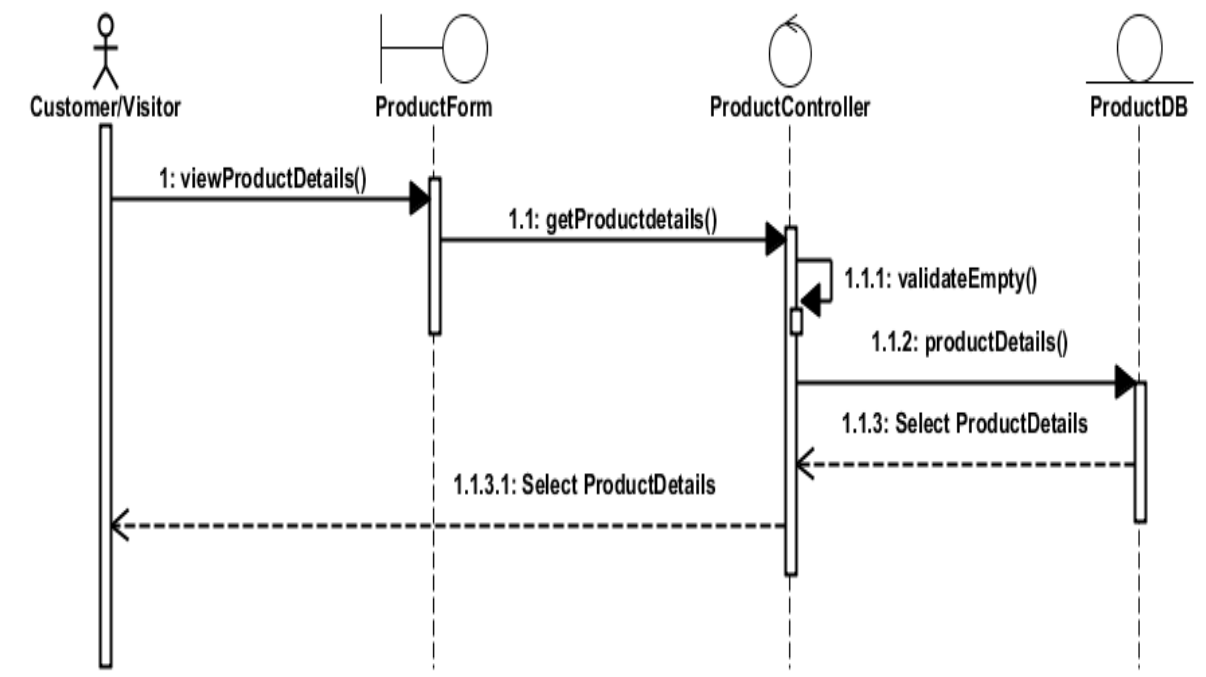 Customer/Visitor
ProductForm
ProductController
ProductDB
1: viewProductDetails()
1.1: getProductdetails()
1.1.1: validateEmpty()
1.1.2: productDetails()
1.1.3: Select ProductDetails
1.1.3.1: Select ProductDetails